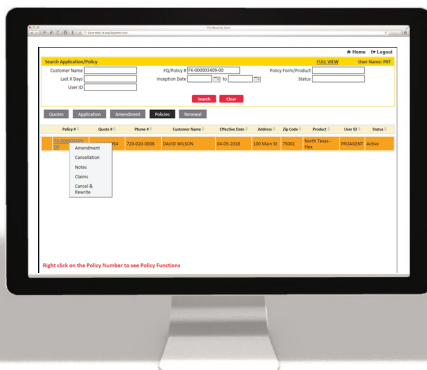 Home Logout
Search Application/Policy FULL VIEW User Name: PAT
Customer Name FQ/Policy # FX-000003409-00 Policy Form/Product
Last X Days Inception Date to Status
User ID
Search Clear
Quotes Application Amendment Policies Renewal
Policy # Quote # Phone # Customer Name Effective Date Address Zip Code Product User ID Status
720-020-0008 DAVID WILSON 04-05-2018 100 Main St 75001 North Texas - Flex PROAGENT Active
Amendment
Cancellation
Notes
Claims
Cancel &
Rewrite
Right click on the Policy Number to see Policy Functions